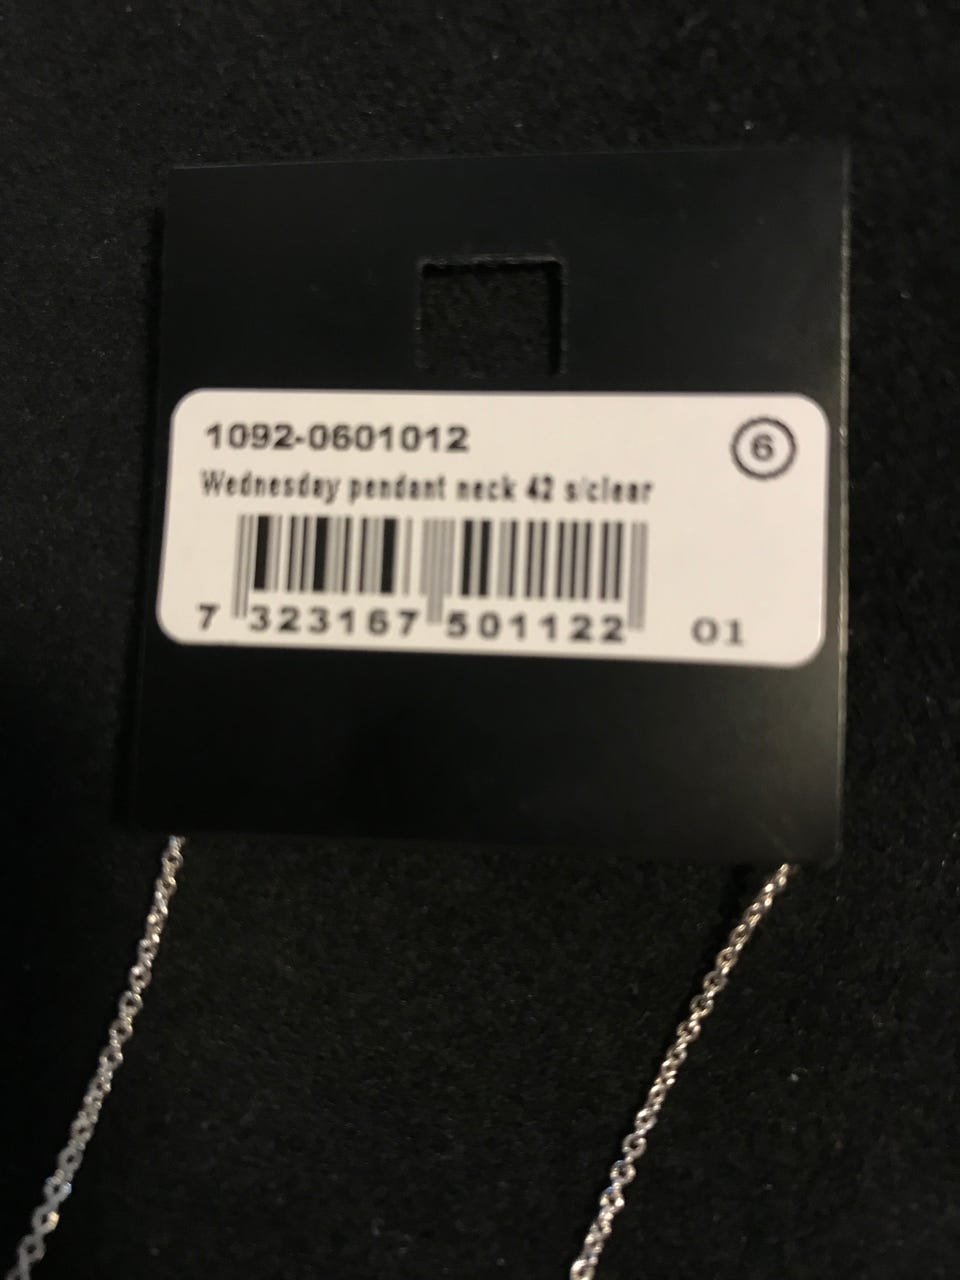 1092-0601012
6
Wednesday pendant neck 42 s/clear
7 323167 501122 01